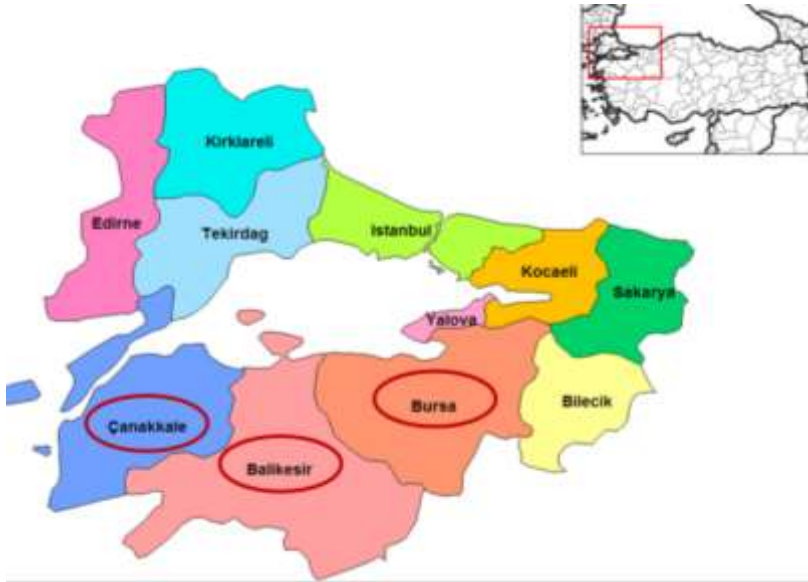 Kirklareli
Edirne
Tekirdag
Istanbul
Kocaeli
Sakarya
Yalova
Çanakkale
Balikesir
Bursa
Bilecik